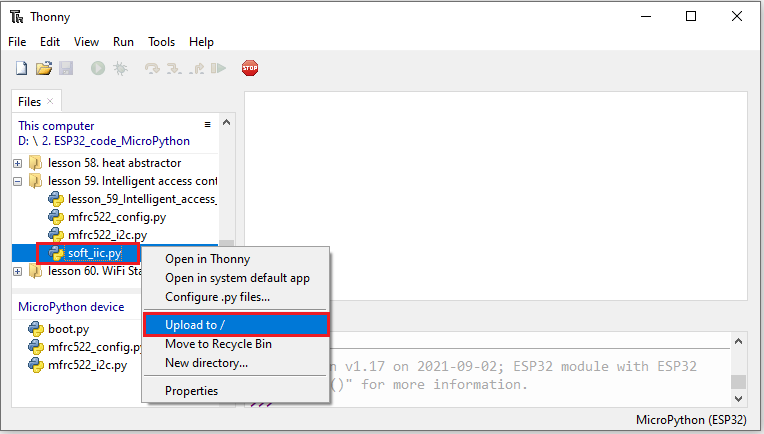 Thonny
File Edit View Run Tools Help
STOP
Files
This computer
D: \ 2. ESP32_code_MicroPython
lesson 58. heat abstractor
lesson 59. Intelligent access cont
lesson_59_Intelligent_access_
mfrc522_config.py
mfrc522_i2c.py
soft_iic.py
lesson 60. WiFi Sta
Open in Thonny
Open in system default app
Configure .py files...
Upload to /
Move to Recycle Bin
New directory...
Properties
MicroPython device
boot.py
mfrc522_config.py
mfrc522_i2c.py
n v1.17 on 2021-09-02; ESP32 module with ESP32
()" for more information.
>>>
MicroPython (ESP32)